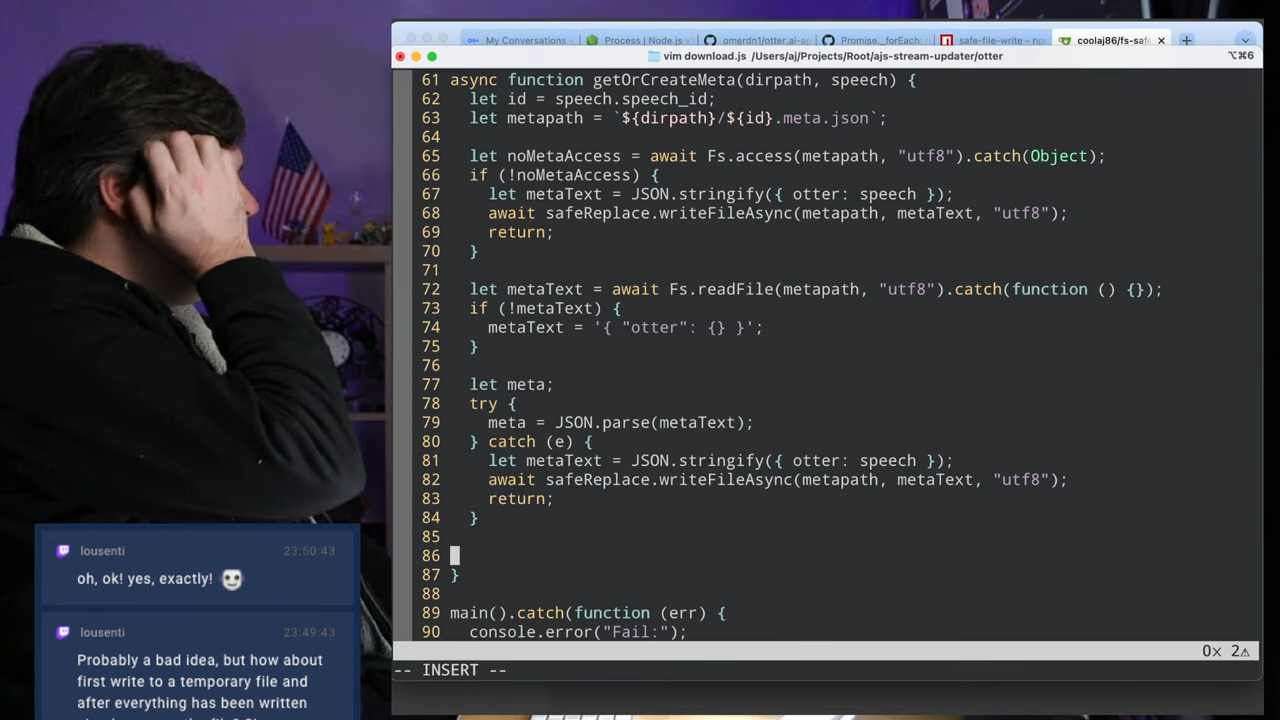 My Conversations -
Process | Node.js
omerdn1/otter.ai-ap
Promise._forEach:
safe-file-write - npm
coolaj86/fs-safe
vim download.js /Users/aj/Projects/Root/ajs-stream-updater/otter
⌥⌘6
61 async function getOrCreateMeta(dirpath, speech) {
62   let id = speech.speech_id;
63   let metapath = `${dirpath}/${id}.meta.json`;
64
65   let noMetaAccess = await Fs.access(metapath, "utf8").catch(Object);
66   if (!noMetaAccess) {
67     let metaText = JSON.stringify({ otter: speech });
68     await safeReplace.writeFileAsync(metapath, metaText, "utf8");
69     return;
70   }
71
72   let metaText = await Fs.readFile(metapath, "utf8").catch(function () {});
73   if (!metaText) {
74     metaText = '{ "otter": {} }';
75   }
76
77   let meta;
78   try {
79     meta = JSON.parse(metaText);
80   } catch (e) {
81     let metaText = JSON.stringify({ otter: speech });
82     await safeReplace.writeFileAsync(metapath, metaText, "utf8");
83     return;
84   }
85
86
87 }
88
89 main().catch(function (err) {
90   console.error("Fail:");
0× 2⚠
-- INSERT --
lousenti 23:50:43
oh, ok! yes, exactly!
lousenti 23:49:43
Probably a bad idea, but how about
first write to a temporary file and
after everything has been written